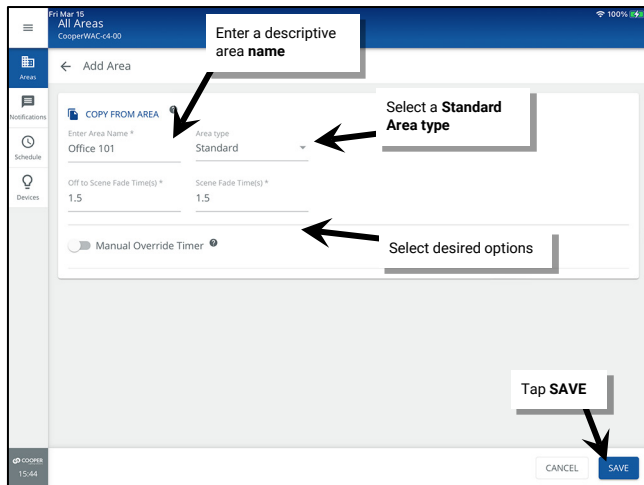 Fri Mar 15
100%
All Areas
CooperWAC-c4-00
Enter a descriptive
area name
Areas
Add Area
Notifications
COPY FROM AREA ?
Select a Standard
Area type
Enter Area Name *
Area type
Office 101
Standard
Schedule
Off to Scene Fade Time(s) *
Scene Fade Time(s) *
1.5
1.5
Devices
Manual Override Timer ?
Select desired options
Tap SAVE
COOPER
15:44
CANCEL
SAVE